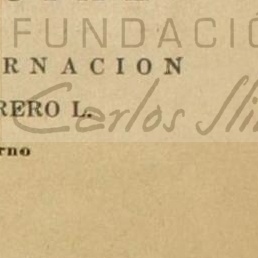 FUNDACIÓ
RNACION
RERO L.
Carlos Sli
rno